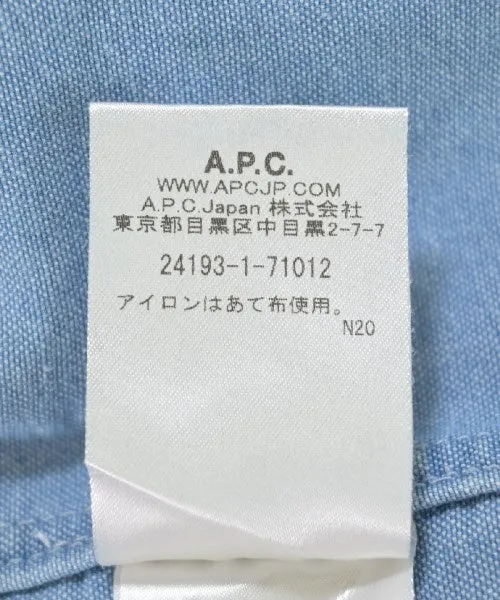 A.P.C.
WWW.APCJP.COM
A.P.C.Japan 株式会社
東京都目黒区中目黒2-7-7
24193-1-71012
アイロンはあて布使用。
N20